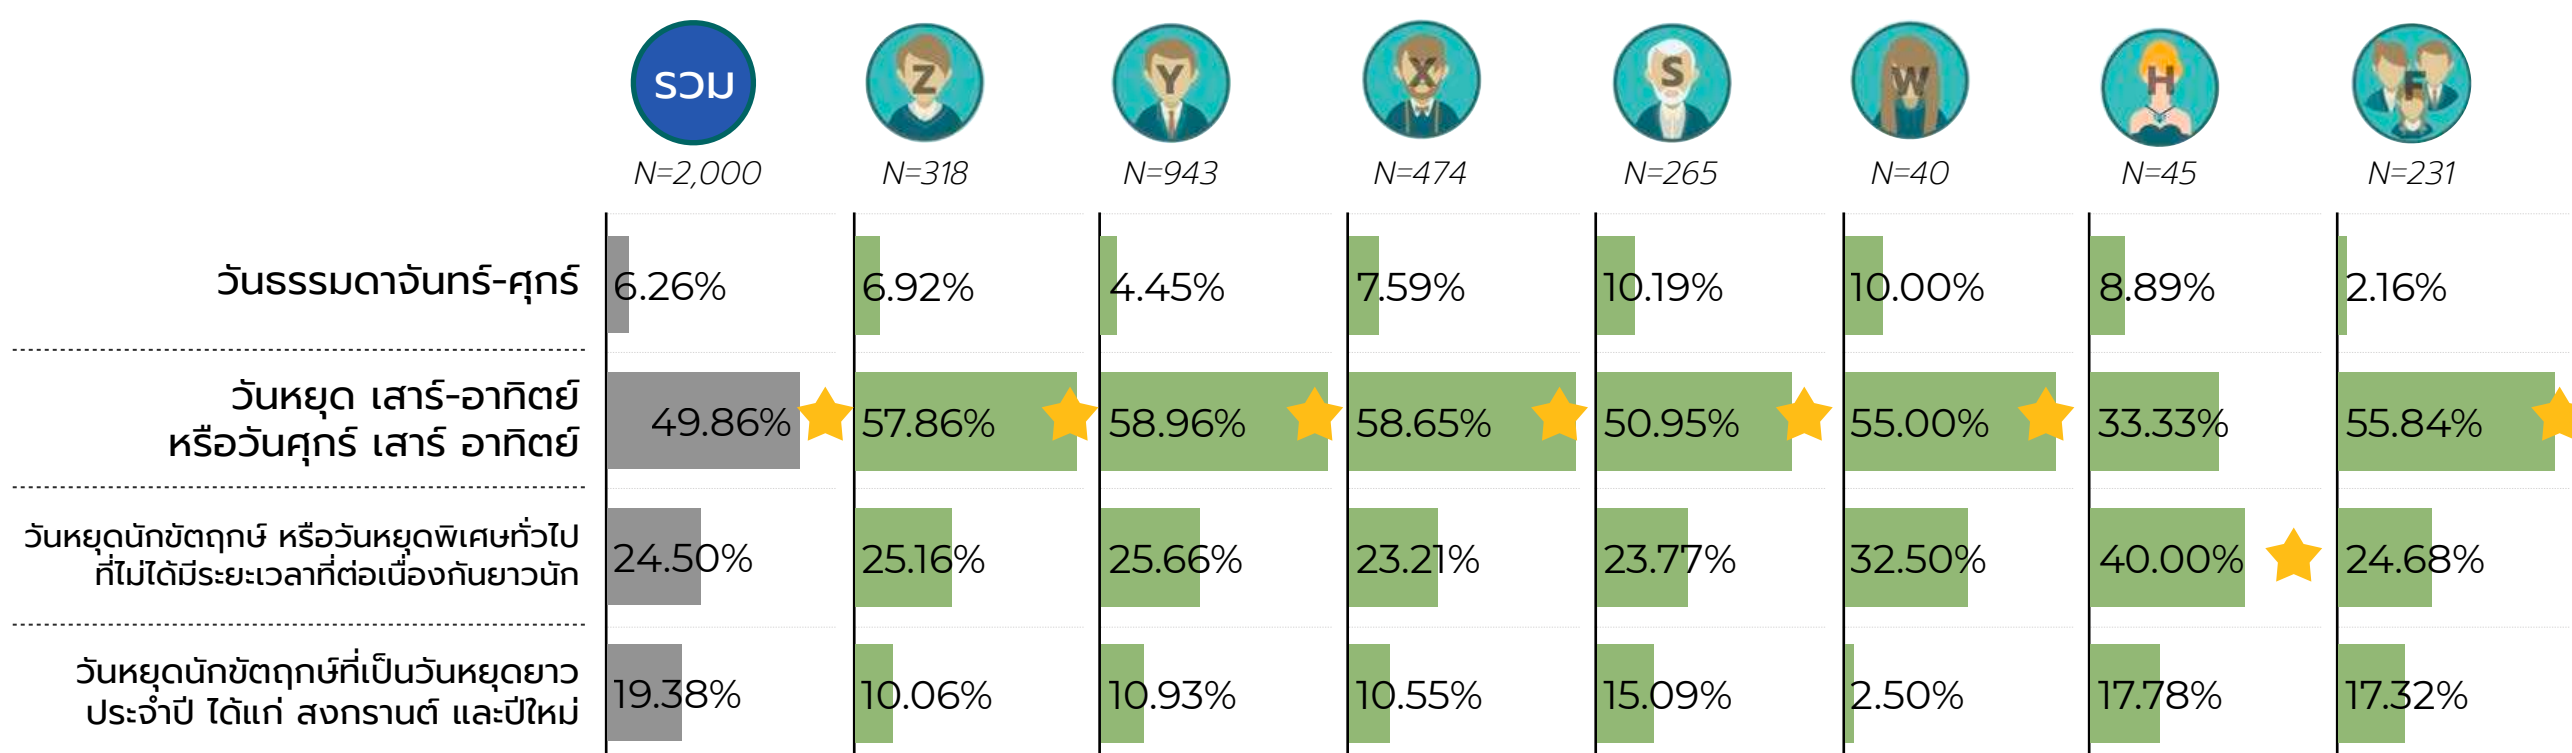 รวม Z Y X S W H F
N=2,000 N=318 N=943 N=474 N=265 N=40 N=45 N=231
วันธรรมดาจันทร์-ศุกร์ 6.26% 6.92% 4.45% 7.59% 10.19% 10.00% 8.89% 2.16%
วันหยุด เสาร์-อาทิตย์
หรือวันศุกร์ เสาร์ อาทิตย์
49.86% 57.86% 58.96% 58.65% 50.95% 55.00% 33.33% 55.84%
วันหยุดนักขัตฤกษ์ หรือวันหยุดพิเศษทั่วไป
ที่ไม่ได้มีระยะเวลาที่ต่อเนื่องกันยาวนัก
24.50% 25.16% 25.66% 23.21% 23.77% 32.50% 40.00% 24.68%
วันหยุดนักขัตฤกษ์ที่เป็นวันหยุดยาว
ประจำปี ได้แก่ สงกรานต์ และปีใหม่
19.38% 10.06% 10.93% 10.55% 15.09% 2.50% 17.78% 17.32%